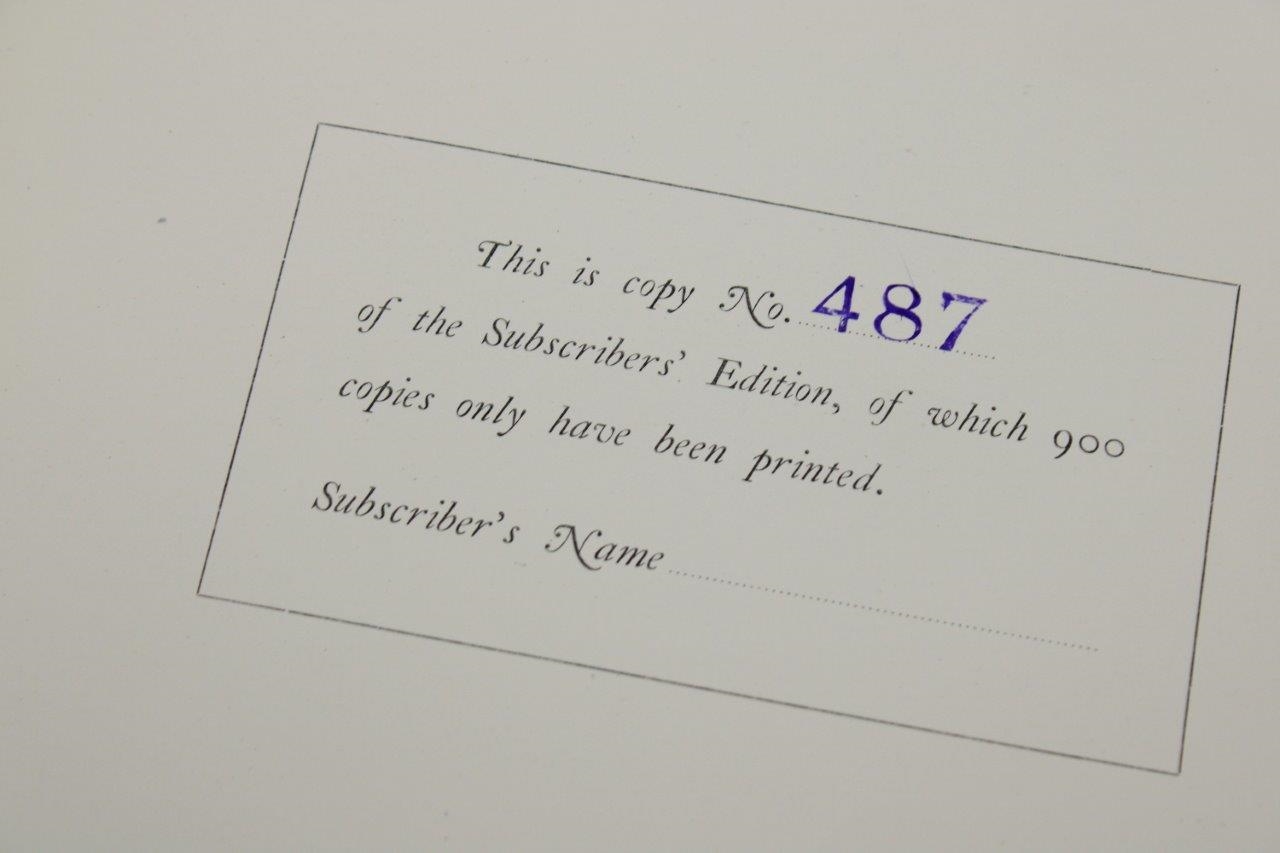 This is copy No. 487
of the Subscribers' Edition, of which 900
copies only have been printed.
Subscriber's Name